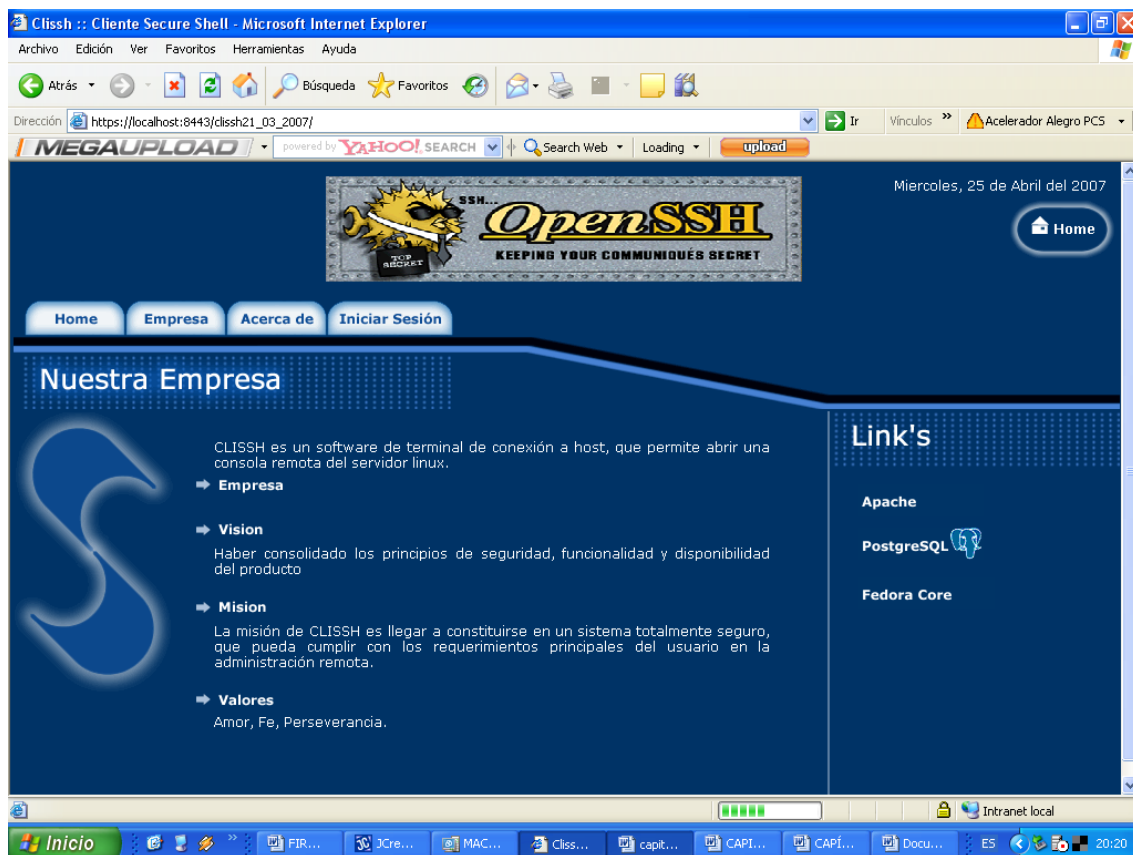 Clissh :: Cliente Secure Shell - Microsoft Internet Explorer
Archivo Edición Ver Favoritos Herramientas Ayuda
Atrás Búsqueda Favoritos
Dirección https://localhost:8443/clissh21_03_2007/ Ir Vínculos » Acelerador Alegro PCS
MEGAUPLOAD powered by YAHOO! SEARCH Search Web Loading upload
Miercoles, 25 de Abril del 2007
SSH...
OpenSSH
TOP SECRET
KEEPING YOUR COMMUNIQUÉS SECRET
Home
Home Empresa Acerca de Iniciar Sesión
Nuestra Empresa
CLISSH es un software de terminal de conexión a host, que permite abrir una
consola remota del servidor linux.
Empresa
Vision
Haber consolidado los principios de seguridad, funcionalidad y disponibilidad
del producto
Mision
La misión de CLISSH es llegar a constituirse en un sistema totalmente seguro,
que pueda cumplir con los requerimientos principales del usuario en la
administración remota.
Valores
Amor, Fe, Perseverancia.
Link's
Apache
PostgreSQL
Fedora Core
Intranet local
Inicio » FIR... JCre... MAC... Cliss... capit... CAPI... CAPÍ... Docu... ES 20:20